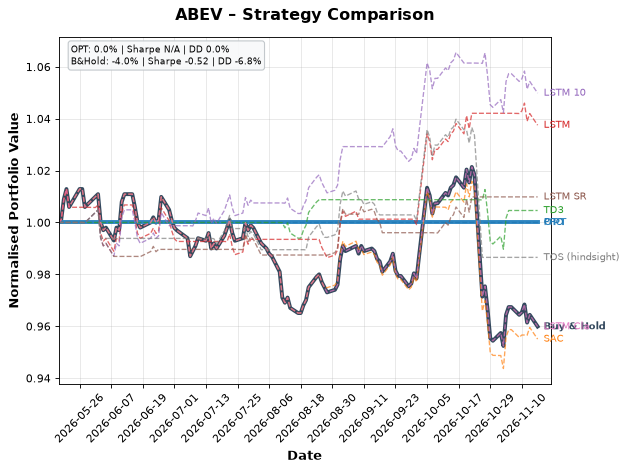 ABEV – Strategy Comparison
OPT: 0.0% | Sharpe N/A | DD 0.0%
B&Hold: -4.0% | Sharpe -0.52 | DD -6.8%
Normalised Portfolio Value
1.06
1.04
1.02
1.00
0.98
0.96
0.94
LSTM 10
LSTM
LSTM SR
TD3
OPT
TOS (hindsight)
Buy & Hold
SAC
2026-05-26
2026-06-07
2026-06-19
2026-07-01
2026-07-13
2026-07-25
2026-08-06
2026-08-18
2026-08-30
2026-09-11
2026-09-23
2026-10-05
2026-10-17
2026-10-29
2026-11-10
Date